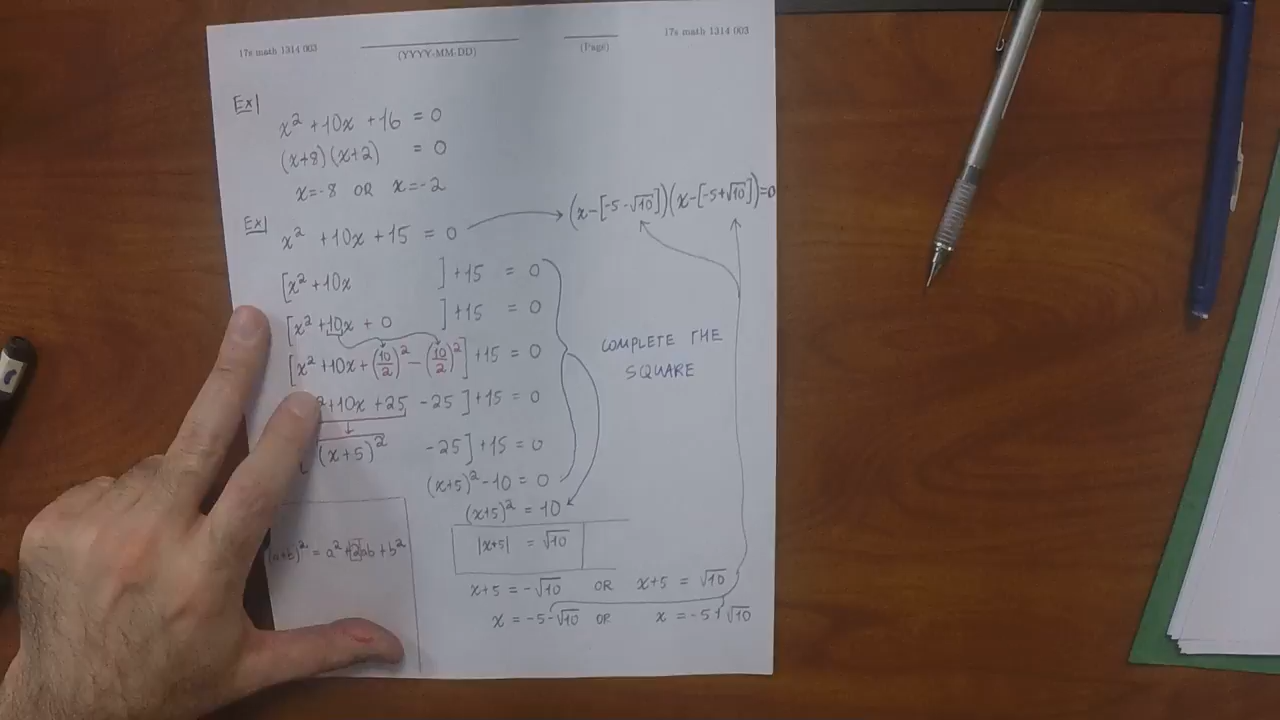 17s math 1314 003 (YYYY-MM-DD) (Page) 17s math 1314 003
Ex|
x² +10x +16 = 0
(x+8)(x+2) = 0
x=-8 OR x=-2
Ex|
x² +10x+15 = 0 (x-[-5-√10])(x-[-5+√10])=0
[x² +10x ] +15 = 0
[x² +10x + 0 ] +15 = 0
[x² +10x + (10/2)² - (10/2)²] +15 = 0
² +10x +25 -25 ] +15 = 0
[ (x+5)² -25] +15 = 0
(x+5)² -10 = 0
(x+5)² = 10
|x+5| = √10
x+5 = -√10 OR x+5 = √10
x = -5-√10 OR x = -5+√10
COMPLETE THE
SQUARE
(a+b)² = a² +2ab+b²